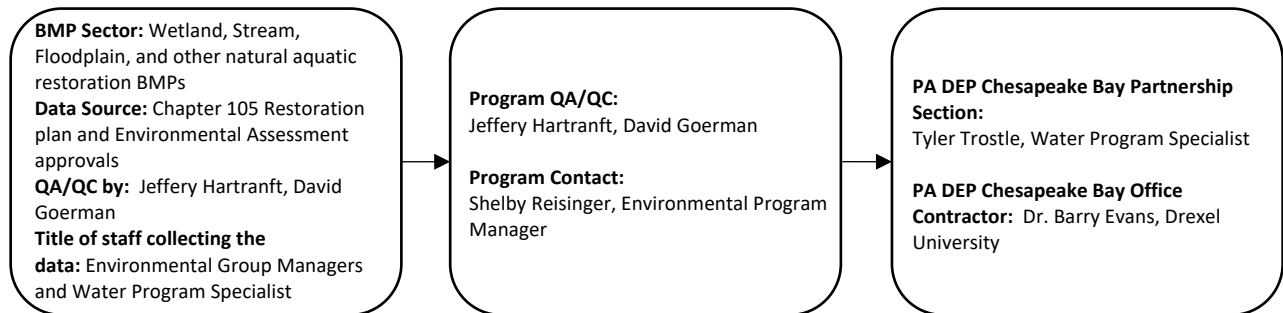 BMP Sector: Wetland, Stream,
Floodplain, and other natural aquatic
restoration BMPs
Data Source: Chapter 105 Restoration
plan and Environmental Assessment
approvals
QA/QC by:  Jeffery Hartranft, David
Goerman
Title of staff collecting the
data: Environmental Group Managers
and Water Program Specialist
Program QA/QC:
Jeffery Hartranft, David Goerman
Program Contact:
Shelby Reisinger, Environmental Program
Manager
PA DEP Chesapeake Bay Partnership
Section:
Tyler Trostle, Water Program Specialist
PA DEP Chesapeake Bay Office
Contractor:  Dr. Barry Evans, Drexel
University